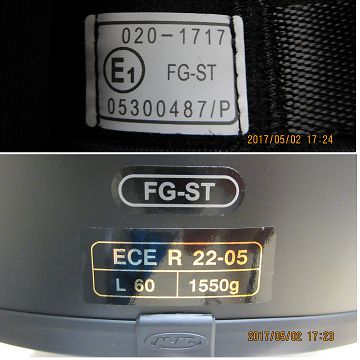 020-1717
E1 FG-ST
05300487/P
2017/05/02 17:24
FG-ST
ECE R 22-05
L 60 1550g
HJC
2017/05/02 17:23